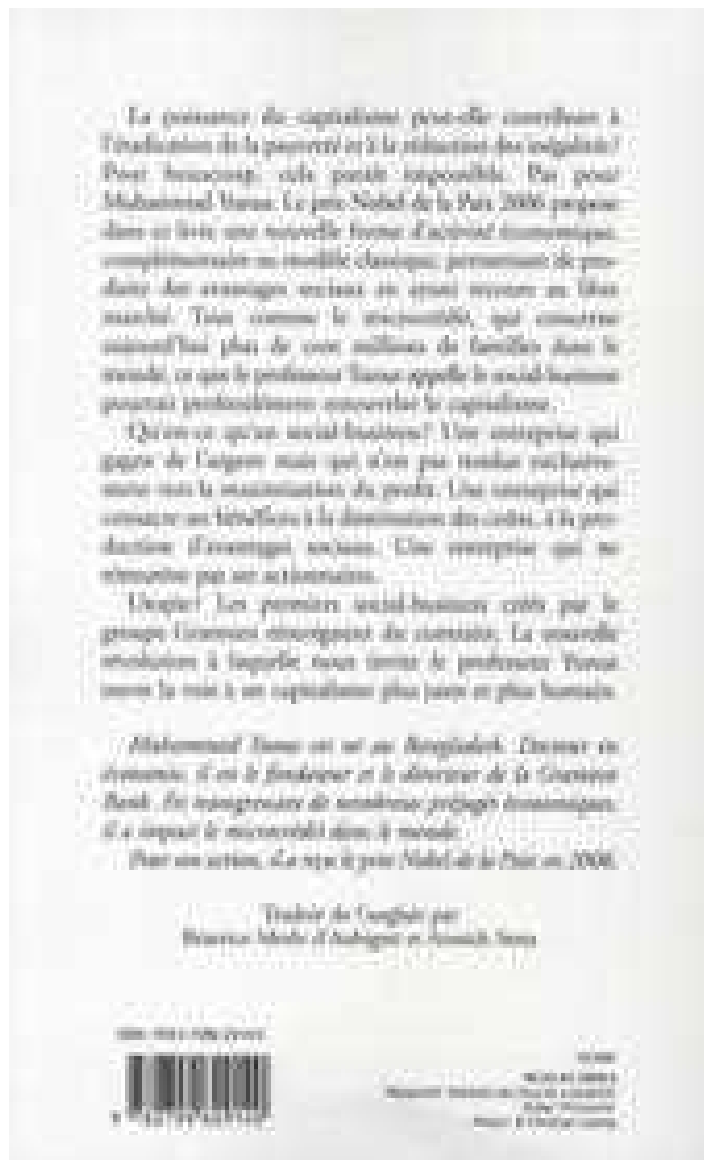 La puissance du capitalisme peut-elle contribuer à
l'éradication de la pauvreté et à la réduction des inégalités?
Pour beaucoup, cela paraît impossible. Pas pour
Muhammad Yunus. Le prix Nobel de la Paix 2006 propose
dans ce livre une nouvelle forme d'activité économique,
complémentaire au modèle classique, permettant de pro-
duire des avantages sociaux en ayant recours au libre
marché. Tout comme le microcrédit, qui concerne
aujourd'hui plus de cent millions de familles dans le
monde, ce que le professeur Yunus appelle le social-business
pourrait profondément renouveler le capitalisme.
Qu'est-ce qu'un social-business? Une entreprise qui
gagne de l'argent mais qui n'est pas tendue exclusive-
ment vers la maximisation du profit. Une entreprise qui
consacre ses bénéfices à la diminution des coûts, à la pro-
duction d'avantages sociaux. Une entreprise qui ne
rémunère pas ses actionnaires.
Utopie? Les premiers social-business créés par le
groupe Grameen témoignent du contraire. La nouvelle
révolution à laquelle nous invite le professeur Yunus
ouvre la voie à un capitalisme plus juste et plus humain.
Muhammad Yunus est né au Bangladesh. Docteur en
économie, il est le fondateur et le directeur de la Grameen
Bank. En transgressant de nombreux préjugés économiques,
il a imposé le microcrédit dans le monde.
Pour son action, il a reçu le prix Nobel de la Paix en 2006.
Traduit de l'anglais par
Béatrice Merle d'Aubigné et Annick Steta